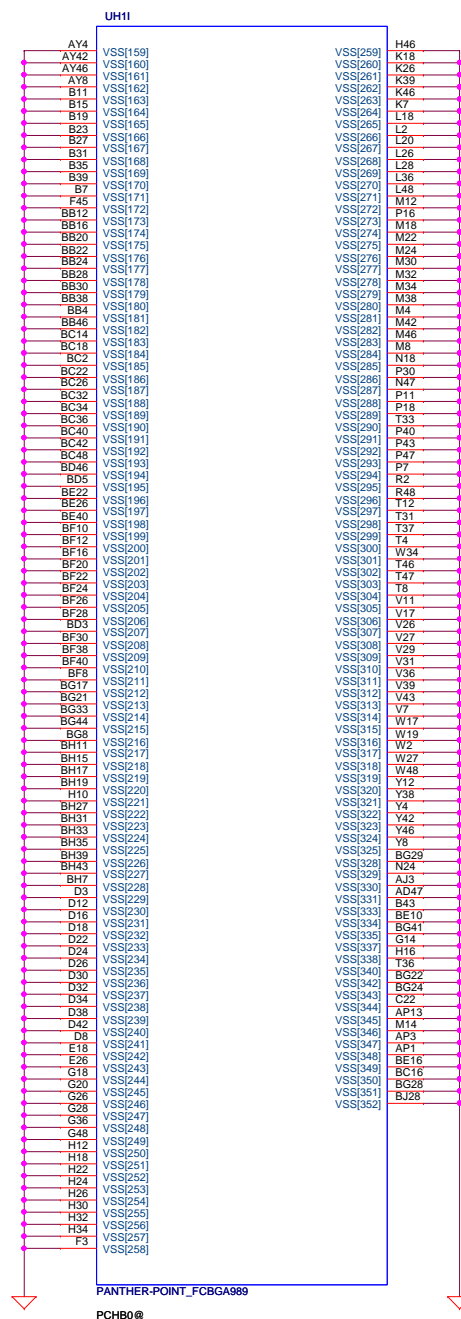 UH1I
AY4 VSS[159]
AY42 VSS[160]
AY46 VSS[161]
AY8 VSS[162]
B11 VSS[163]
B15 VSS[164]
B19 VSS[165]
B23 VSS[166]
B27 VSS[167]
B31 VSS[168]
B35 VSS[169]
B39 VSS[170]
B7 VSS[171]
F45 VSS[172]
BB12 VSS[173]
BB16 VSS[174]
BB20 VSS[175]
BB22 VSS[176]
BB24 VSS[177]
BB28 VSS[178]
BB30 VSS[179]
BB38 VSS[180]
BB4 VSS[181]
BB46 VSS[182]
BC14 VSS[183]
BC18 VSS[184]
BC2 VSS[185]
BC22 VSS[186]
BC26 VSS[187]
BC32 VSS[188]
BC34 VSS[189]
BC36 VSS[190]
BC40 VSS[191]
BC42 VSS[192]
BC48 VSS[193]
BD46 VSS[194]
BD5 VSS[195]
BE22 VSS[196]
BE26 VSS[197]
BE40 VSS[198]
BF10 VSS[199]
BF12 VSS[200]
BF16 VSS[201]
BF20 VSS[202]
BF22 VSS[203]
BF24 VSS[204]
BF26 VSS[205]
BF28 VSS[206]
BD3 VSS[207]
BF30 VSS[208]
BF38 VSS[209]
BF40 VSS[210]
BF8 VSS[211]
BG17 VSS[212]
BG21 VSS[213]
BG33 VSS[214]
BG44 VSS[215]
BG8 VSS[216]
BH11 VSS[217]
BH15 VSS[218]
BH17 VSS[219]
BH19 VSS[220]
H10 VSS[221]
BH27 VSS[222]
BH31 VSS[223]
BH33 VSS[224]
BH35 VSS[225]
BH39 VSS[226]
BH43 VSS[227]
BH7 VSS[228]
D3 VSS[229]
D12 VSS[230]
D16 VSS[231]
D18 VSS[232]
D22 VSS[233]
D24 VSS[234]
D26 VSS[235]
D30 VSS[236]
D32 VSS[237]
D34 VSS[238]
D38 VSS[239]
D42 VSS[240]
D8 VSS[241]
E18 VSS[242]
E26 VSS[243]
G18 VSS[244]
G20 VSS[245]
G26 VSS[246]
G28 VSS[247]
G36 VSS[248]
G48 VSS[249]
H12 VSS[250]
H18 VSS[251]
H22 VSS[252]
H24 VSS[253]
H26 VSS[254]
H30 VSS[255]
H32 VSS[256]
H34 VSS[257]
F3 VSS[258]
VSS[259] H46
VSS[260] K18
VSS[261] K26
VSS[262] K39
VSS[263] K46
VSS[264] K7
VSS[265] L18
VSS[266] L2
VSS[267] L20
VSS[268] L26
VSS[269] L28
VSS[270] L36
VSS[271] L48
VSS[272] M12
VSS[273] P16
VSS[274] M18
VSS[275] M22
VSS[276] M24
VSS[277] M30
VSS[278] M32
VSS[279] M34
VSS[280] M38
VSS[281] M4
VSS[282] M42
VSS[283] M46
VSS[284] M8
VSS[285] N18
VSS[286] P30
VSS[287] N47
VSS[288] P11
VSS[289] P18
VSS[290] T33
VSS[291] P40
VSS[292] P43
VSS[293] P47
VSS[294] P7
VSS[295] R2
VSS[296] R48
VSS[297] T12
VSS[298] T31
VSS[299] T37
VSS[300] T4
VSS[301] W34
VSS[302] T46
VSS[303] T47
VSS[304] T8
VSS[305] V11
VSS[306] V17
VSS[307] V26
VSS[308] V27
VSS[309] V29
VSS[310] V31
VSS[311] V36
VSS[312] V39
VSS[313] V43
VSS[314] V7
VSS[315] W17
VSS[316] W19
VSS[317] W2
VSS[318] W27
VSS[319] W48
VSS[320] Y12
VSS[321] Y38
VSS[322] Y4
VSS[323] Y42
VSS[324] Y46
VSS[325] Y8
VSS[328] BG29
VSS[329] N24
VSS[330] AJ3
VSS[331] AD47
VSS[333] B43
VSS[334] BE10
VSS[335] BG41
VSS[337] G14
VSS[338] H16
VSS[340] T36
VSS[342] BG22
VSS[343] BG24
VSS[344] C22
VSS[345] AP13
VSS[346] M14
VSS[347] AP3
VSS[348] AP1
VSS[349] BE16
VSS[350] BC16
VSS[351] BG28
VSS[352] BJ28
PANTHER-POINT_FCBGA989
PCHB0@